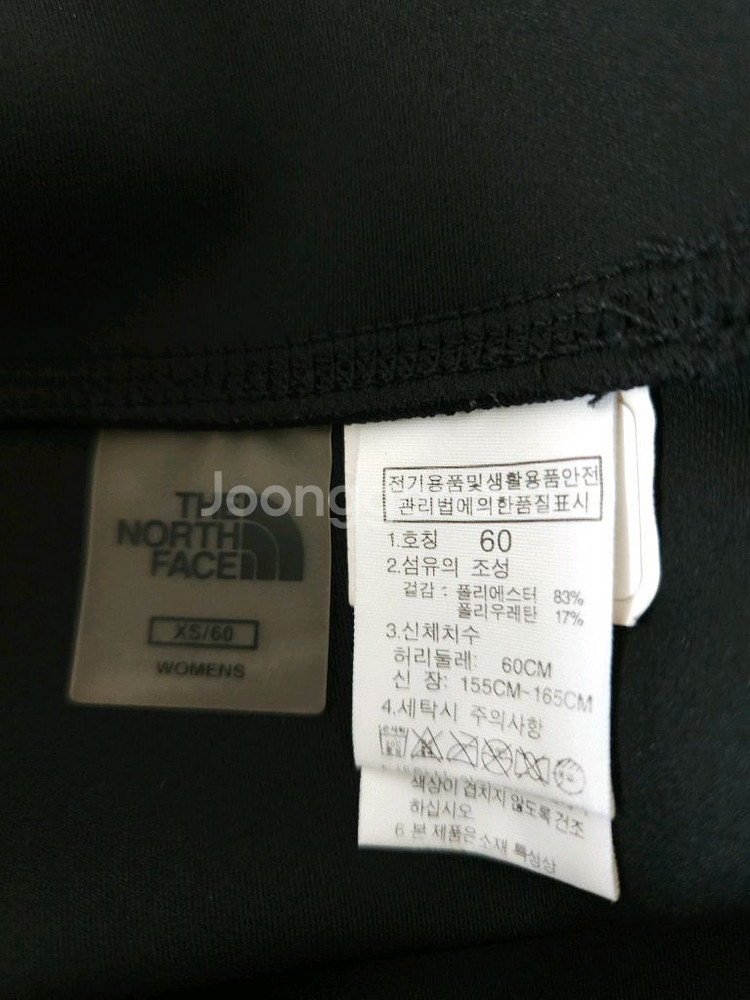 THE
NORTH
FACE
XS/60
WOMENS
Joong
전기용품및생활용품안전
관리법에의한품질표시
1.호칭 60
2.섬유의 조성
겉감 : 폴리에스터 83%
폴리우레탄 17%
3.신체치수
허리둘레: 60CM
신 장: 155CM~165CM
4.세탁시 주의사항
색상이 겹치지 않도록 건조
하십시오
6.본 제품은 소재 특성상